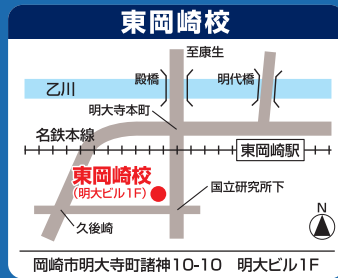 東岡崎校
至康生
殿橋
明代橋
乙川
明大寺本町
名鉄本線
東岡崎駅
東岡崎校
(明大ビル1F)
国立研究所下
久後崎
N
岡崎市明大寺町諸神10-10 明大ビル1F